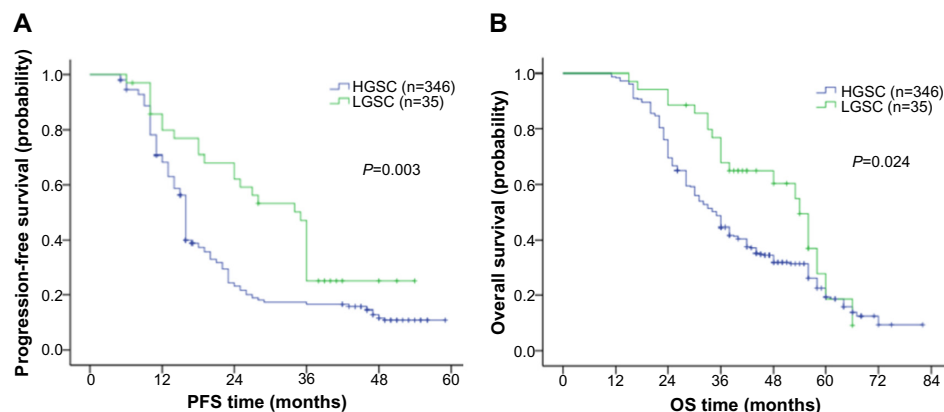 A
Progression-free survival (probability)
1.0
0.8
0.6
0.4
0.2
0.0
HGSC (n=346)
LGSC (n=35)
P=0.003
0 12 24 36 48 60
PFS time (months)
B
Overall survival (probability)
1.0
0.8
0.6
0.4
0.2
0.0
HGSC (n=346)
LGSC (n=35)
P=0.024
0 12 24 36 48 60 72 84
OS time (months)